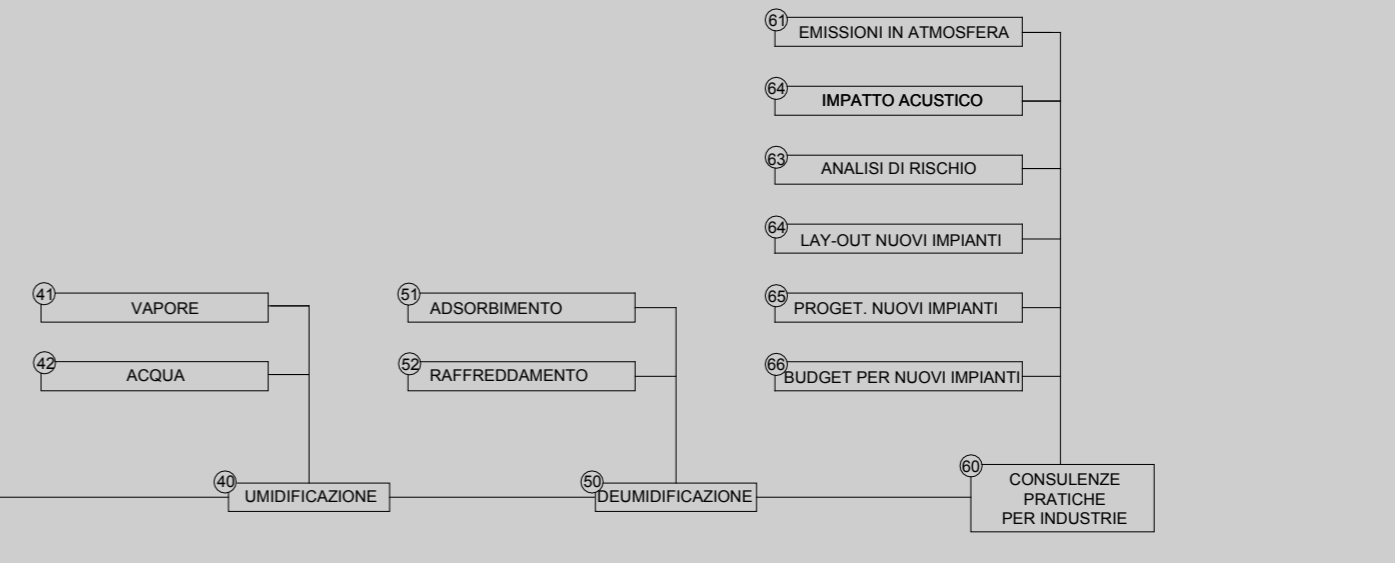 61
EMISSIONI IN ATMOSFERA
64
IMPATTO ACUSTICO
63
ANALISI DI RISCHIO
64
LAY-OUT NUOVI IMPIANTI
41
VAPORE
51
ADSORBIMENTO
65
PROGET. NUOVI IMPIANTI
42
ACQUA
52
RAFFREDDAMENTO
66
BUDGET PER NUOVI IMPIANTI
40
UMIDIFICAZIONE
50
DEUMIDIFICAZIONE
60
CONSULENZE
PRATICHE
PER INDUSTRIE